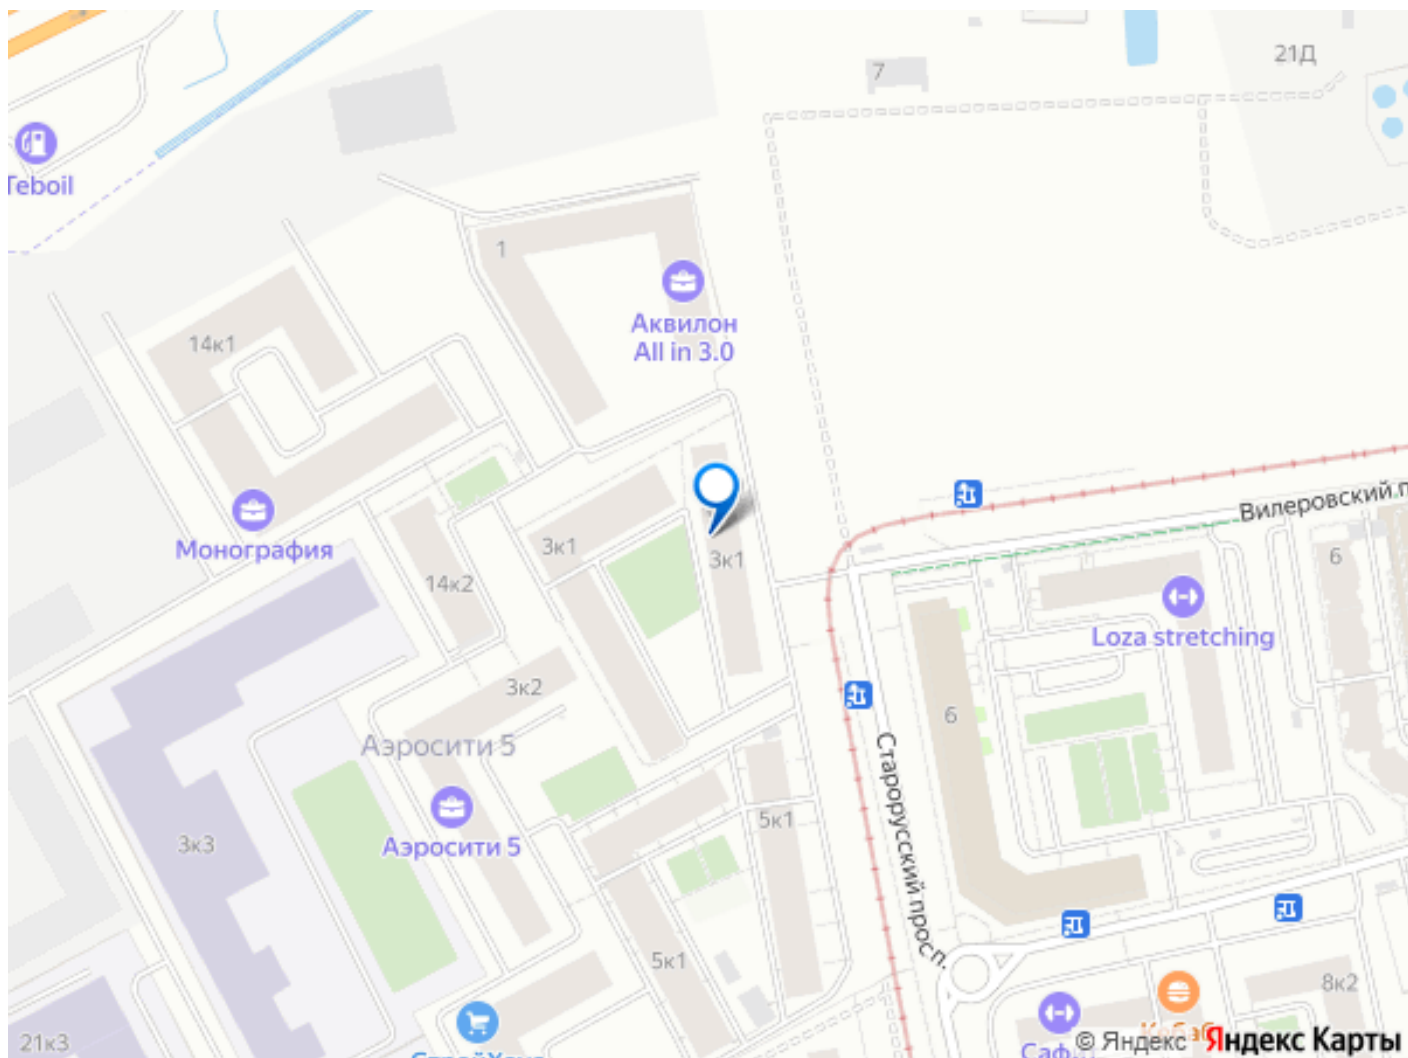 21Д
7
Teboil
1
Аквилон
All in 3.0
14к1
Вилеровский п
Монография
3к1
3к1
6
14к2
Loza stretching
3к2
6
Аэросити 5
Старорусский просп.
5к1
3к3
Аэросити 5
5к1
8к2
21к3
© Яндекс Яндекс Карты